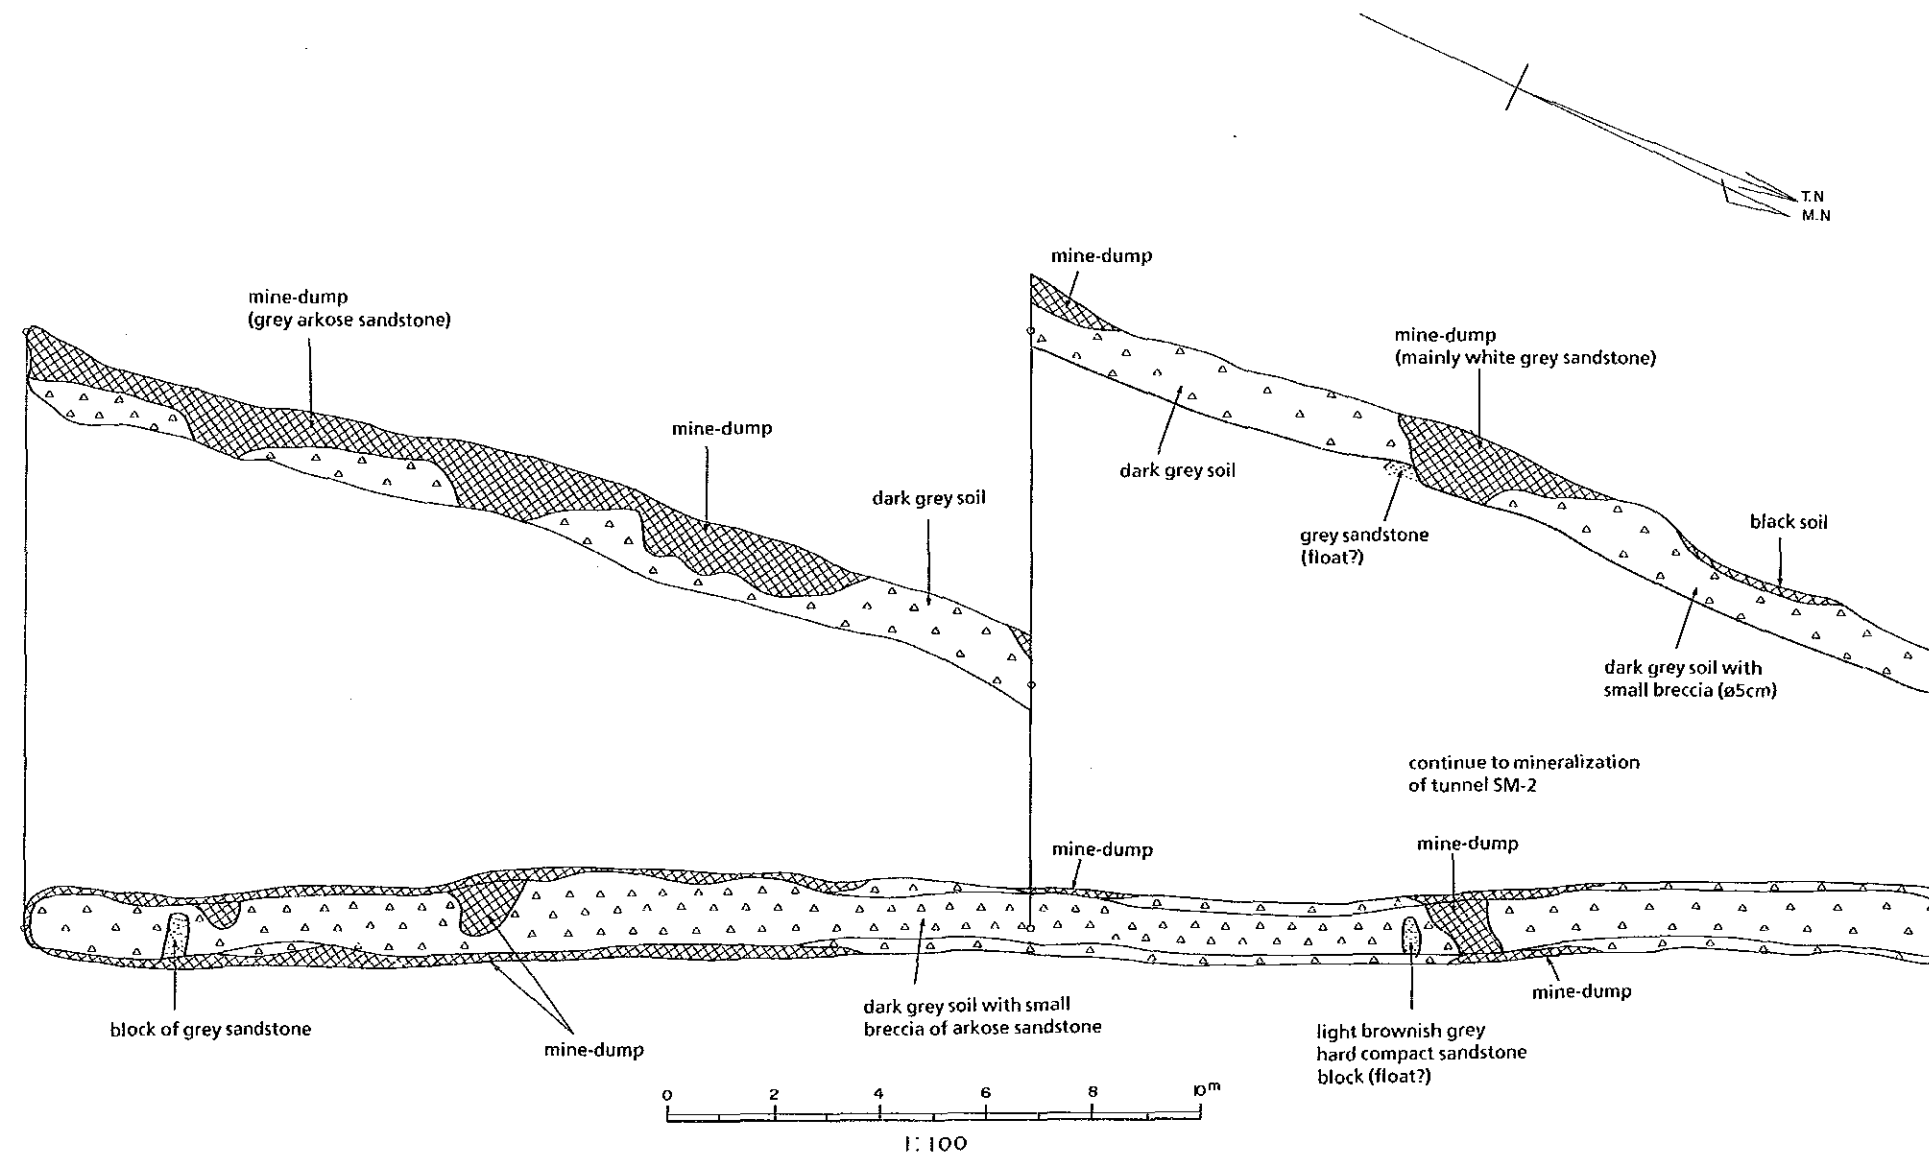 T.N
M.N
mine-dump
mine-dump
(grey arkose sandstone)
mine-dump
(mainly white grey sandstone)
mine-dump
dark grey soil
dark grey soil
black soil
grey sandstone
(float?)
dark grey soil with
small breccia (ø5cm)
continue to mineralization
of tunnel SM-2
mine-dump
mine-dump
mine-dump
block of grey sandstone
mine-dump
dark grey soil with small
breccia of arkose sandstone
light brownish grey
hard compact sandstone
block (float?)
0 2 4 6 8 10m
1:100